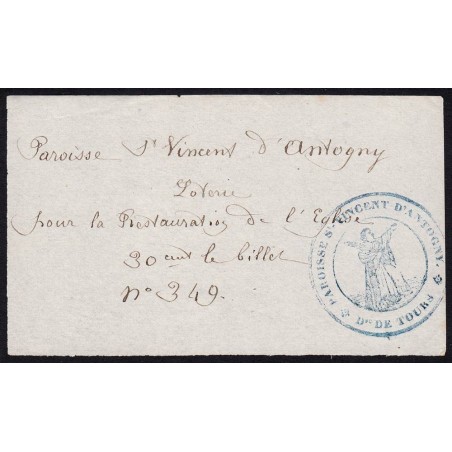 Paroisse St Vincent d'Antogny
Loterie
pour la Restauration de l'Eglise
30 cent le billet
No 349.
PAROISSE St VINCENT D'ANTOGNY
Dse DE TOURS